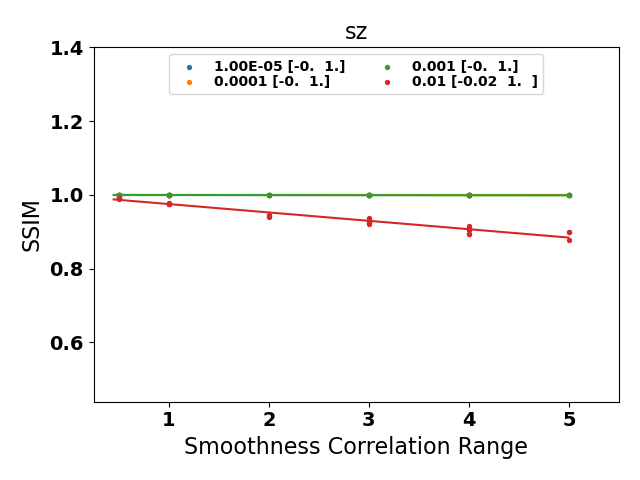 sz
1.4
1.00E-05 [-0.  1.]
0.0001 [-0.  1.]
0.001 [-0.  1.]
0.01 [-0.02  1.  ]
1.2
1.0
0.8
0.6
SSIM
1 2 3 4 5
Smoothness Correlation Range